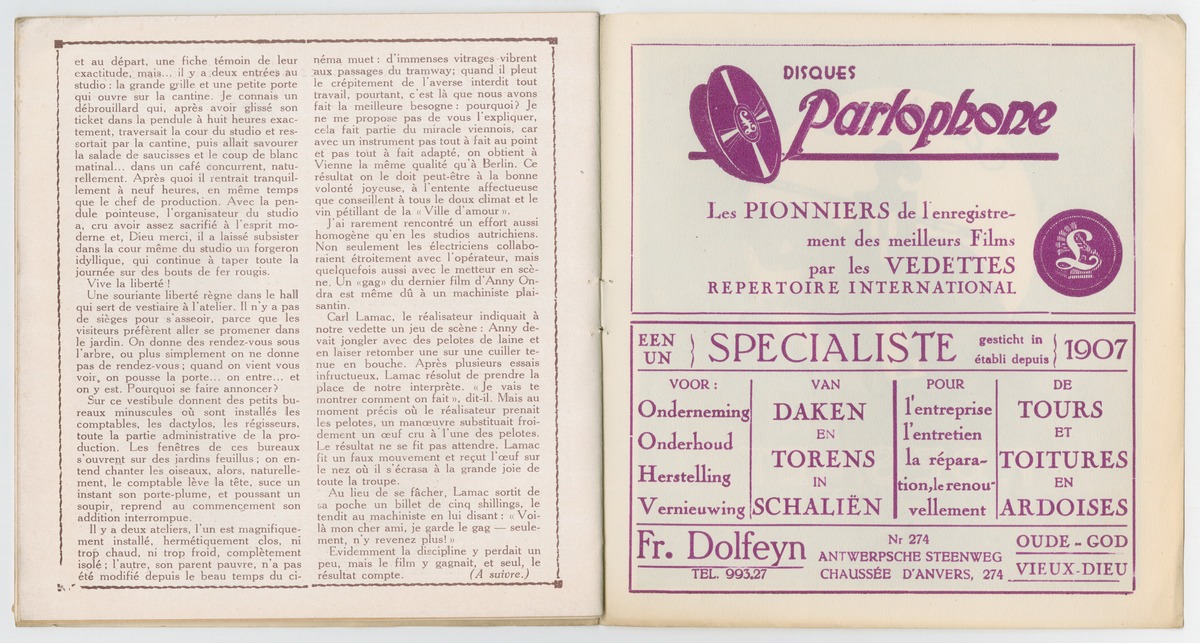 et au départ, une fiche témoin de leur
exactitude, mais... il y a deux entrées au
studio : la grande grille et une petite porte
qui ouvre sur la cantine. Je connais un
débrouillard qui, après avoir glissé son
ticket dans la pendule à huit heures exac-
tement, traversait la cour du studio et res-
sortait par la cantine, puis allait savourer
la salade de saucisses et le coup de blanc
matinal... dans un café concurrent, natu-
rellement. Après quoi il rentrait tranquil-
lement à neuf heures, en même temps
que le chef de production. Avec la pen-
dule pointeuse, l'organisateur du studio
a, cru avoir assez sacrifié à l'esprit mo-
derne et, Dieu merci, il a laissé subsister
dans la cour même du studio un forgeron
idyllique, qui continue à taper toute la
journée sur des bouts de fer rougis.
Vive la liberté !
Une souriante liberté règne dans le hall
qui sert de vestiaire à l'atelier. Il n'y a pas
de sièges pour s'asseoir, parce que les
visiteurs préfèrent aller se promener dans
le jardin. On donne des rendez-vous sous
l'arbre, ou plus simplement on ne donne
pas de rendez-vous ; quand on vient vous
voir, on pousse la porte... on entre... et
on y est. Pourquoi se faire annoncer?
Sur ce vestibule donnent des petits bu-
reaux minuscules où sont installés les
comptables, les dactylos, les régisseurs,
toute la partie administrative de la pro-
duction. Les fenêtres de ces bureaux
s'ouvrent sur des jardins feuillus ; on en-
tend chanter les oiseaux, alors, naturelle-
ment, le comptable lève la tête, suce un
instant son porte-plume, et poussant un
soupir, reprend au commencement son
addition interrompue.
Il y a deux ateliers, l'un est magnifique-
ment installé, hermétiquement clos, ni
trop chaud, ni trop froid, complètement
isolé ; l'autre, son parent pauvre, n'a pas
été modifié depuis le beau temps du ci-
néma muet : d'immenses vitrages vibrent
aux passages du tramway; quand il pleut
le crépitement de l'averse interdit tout
travail, pourtant, c'est là que nous avons
fait la meilleure besogne : pourquoi? Je
ne me propose pas de vous l'expliquer,
cela fait partie du miracle viennois, car
avec un instrument pas tout à fait au point
et pas tout à fait adapté, on obtient à
Vienne la même qualité qu'à Berlin. Ce
résultat on le doit peut-être à la bonne
volonté joyeuse, à l'entente affectueuse
que conseillent à tous le doux climat et le
vin pétillant de la « Ville d'amour ».
J'ai rarement rencontré un effort aussi
homogène qu'en les studios autrichiens.
Non seulement les électriciens collabo-
raient étroitement avec l'opérateur, mais
quelquefois aussi avec le metteur en scè-
ne. Un «gag» du dernier film d'Anny On-
dra est même dû à un machiniste plai-
santin.
Carl Lamac, le réalisateur indiquait à
notre vedette un jeu de scène : Anny de-
vait jongler avec des pelotes de laine et
en laiser retomber une sur une cuiller te-
nue en bouche. Après plusieurs essais
infructueux, Lamac résolut de prendre la
place de notre interprète. «Je vais te
montrer comment on fait», dit-il. Mais au
moment précis où le réalisateur prenait
les pelotes, un manœuvre substituait froi-
dement un œuf cru à l'une des pelotes.
Le résultat ne se fit pas attendre. Lamac
fit un faux mouvement et reçut l'œuf sur
le nez où il s'écrasa à la grande joie de
toute la troupe.
Au lieu de se fâcher, Lamac sortit de
sa poche un billet de cinq shillings, le
tendit au machiniste en lui disant : « Voi-
là mon cher ami, je garde le gag — seule-
ment, n'y revenez plus! »
Evidemment la discipline y perdait un
peu, mais le film y gagnait, et seul, le
résultat compte. (A suivre.)
DISQUES
Parlophone
Les PIONNIERS de l'enregistre-
ment des meilleurs Films
par les VEDETTES
REPERTOIRE INTERNATIONAL
£
EEN
UN } SPECIALISTE gesticht in
établi depuis } 1907
VOOR :
Onderneming
Onderhoud
Herstelling
Vernieuwing
VAN
DAKEN
EN
TORENS
IN
SCHALIËN
POUR
l'entreprise
l'entretien
la répara-
tion, le renou-
vellement
DE
TOURS
ET
TOITURES
EN
ARDOISES
Fr. Dolfeyn
TEL. 993,27
Nr 274
ANTWERPSCHE STEENWEG
CHAUSSÉE D'ANVERS, 274
OUDE - GOD
VIEUX-DIEU